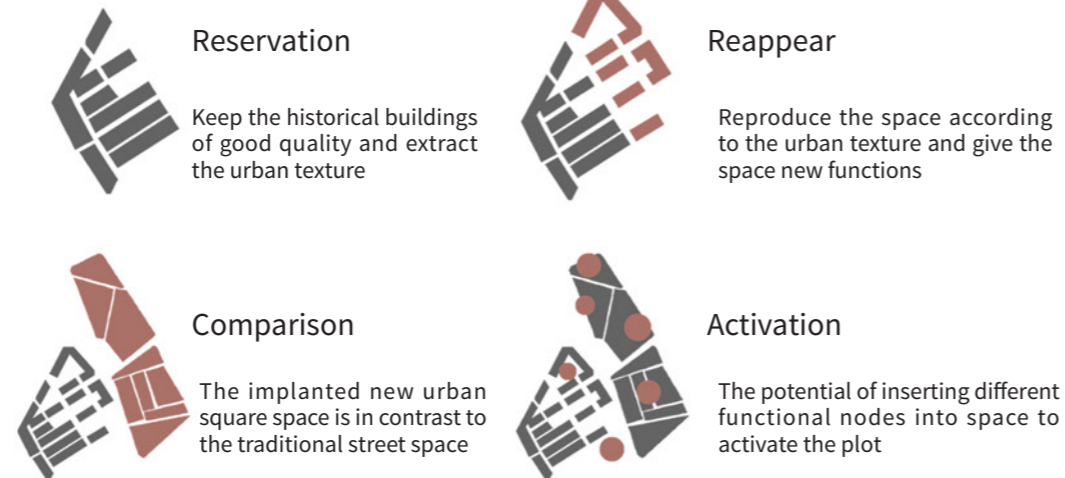 Reservation
Keep the historical buildings
of good quality and extract
the urban texture
Reappear
Reproduce the space according
to the urban texture and give the
space new functions
Comparison
The implanted new urban
square space is in contrast to
the traditional street space
Activation
The potential of inserting different
functional nodes into space to
activate the plot